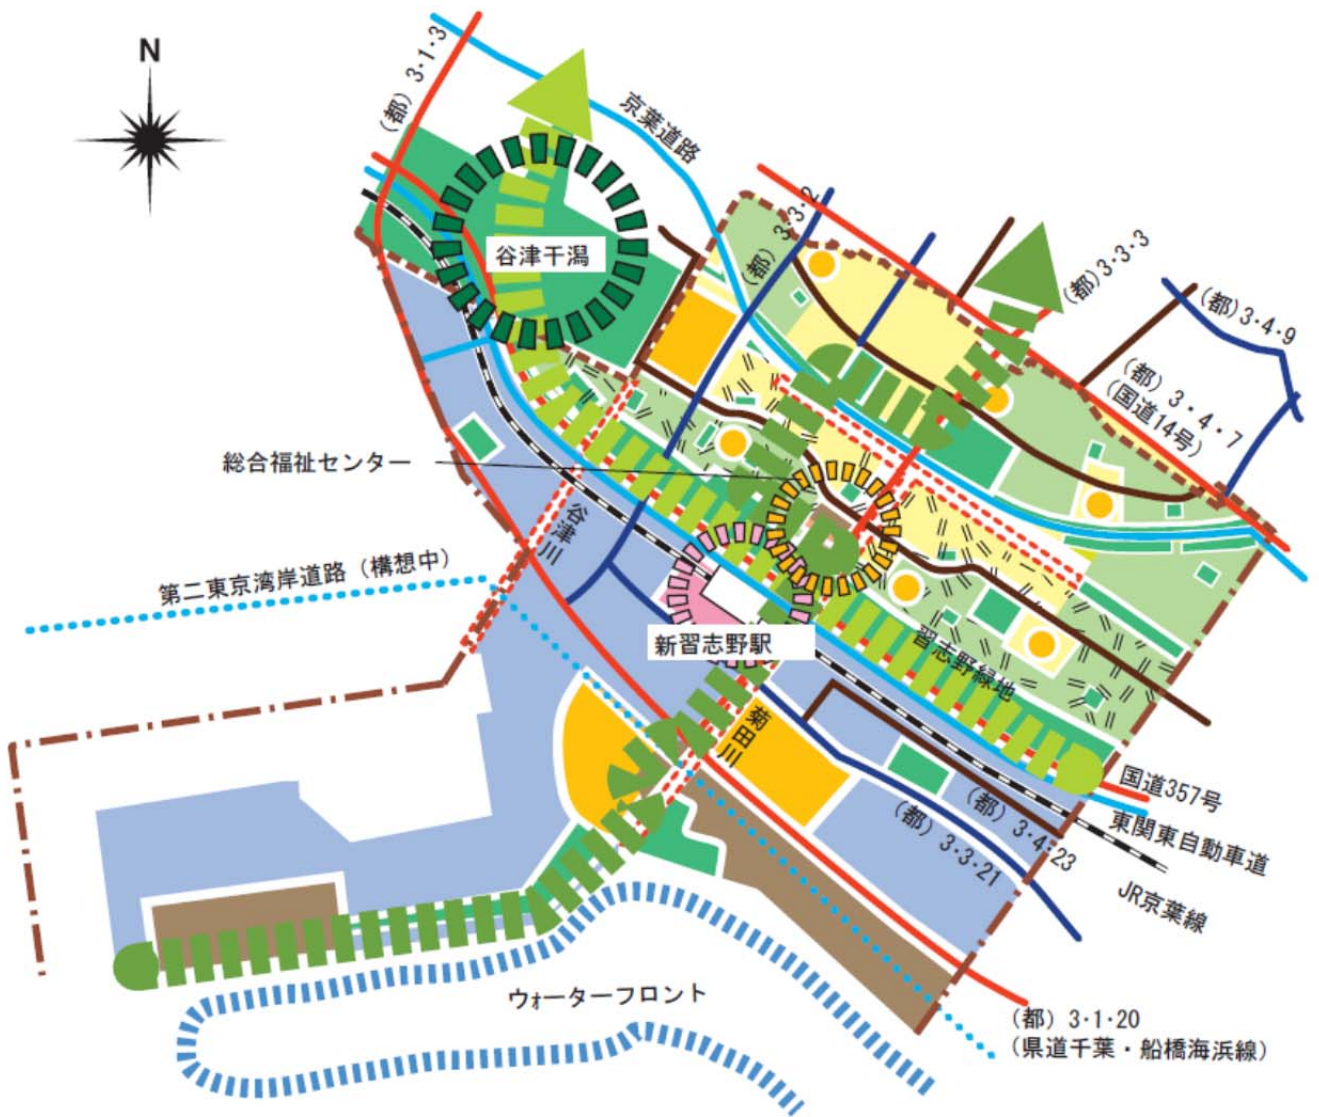 N
(都) 3・1・3
京葉道路
(都) 3・3・2
(都) 3・3・3
(都) 3・4・9
(都) 3・4・7
(国道14号)
谷津干潟
総合福祉センター
谷津川
第二東京湾岸道路（構想中）
新習志野駅
習志野緑地
菊田川
国道357号
(都) 3・4・23
東関東自動車道
(都) 3・3・21
JR京葉線
ウォーターフロント
(都) 3・1・20
(県道千葉・船橋海浜線)